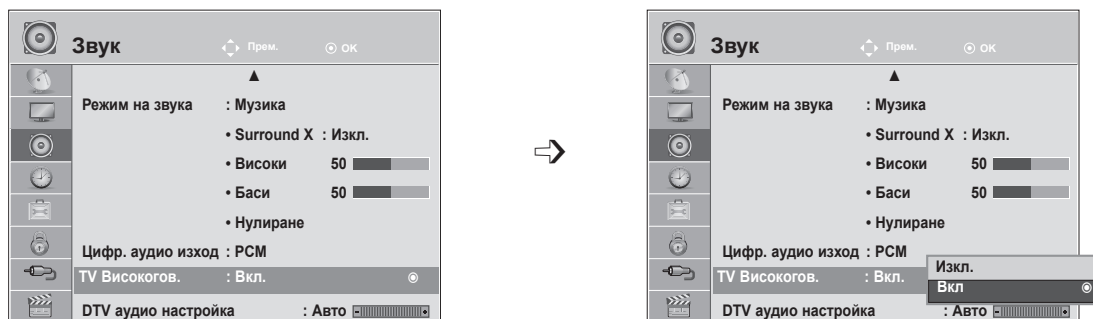 Звук Прем. OK
Режим на звука : Музика
• Surround X : Изкл.
• Високи 50
• Баси 50
• Нулиране
Цифр. аудио изход : PCM
TV Високогов. : Вкл.
DTV аудио настройка : Авто
Звук Прем. OK
Режим на звука : Музика
• Surround X : Изкл.
• Високи 50
• Баси 50
• Нулиране
Цифр. аудио изход : PCM
TV Високогов. : Вкл.
Изкл.
Вкл
DTV аудио настройка : Авто